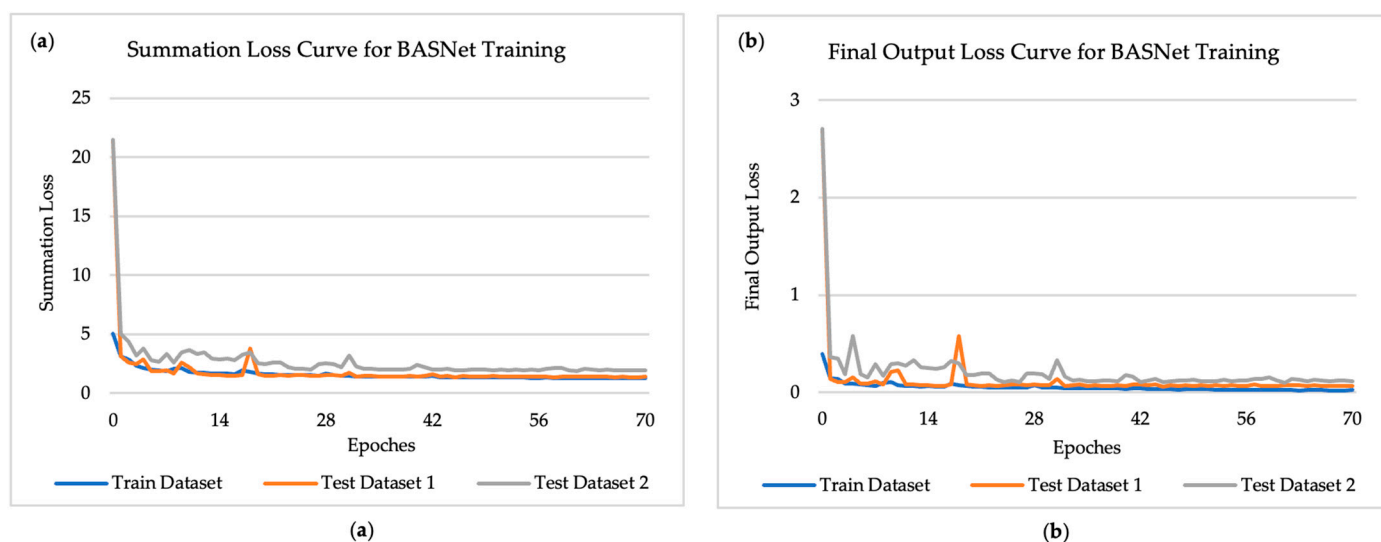 (a)
Summation Loss Curve for BASNet Training
25
20
15
10
5
0
Summation Loss
0 14 28 42 56 70
Epoches
Train Dataset Test Dataset 1 Test Dataset 2
(a)
(b)
Final Output Loss Curve for BASNet Training
3
2
1
0
Final Output Loss
0 14 28 42 56 70
Epoches
Train Dataset Test Dataset 1 Test Dataset 2
(b)